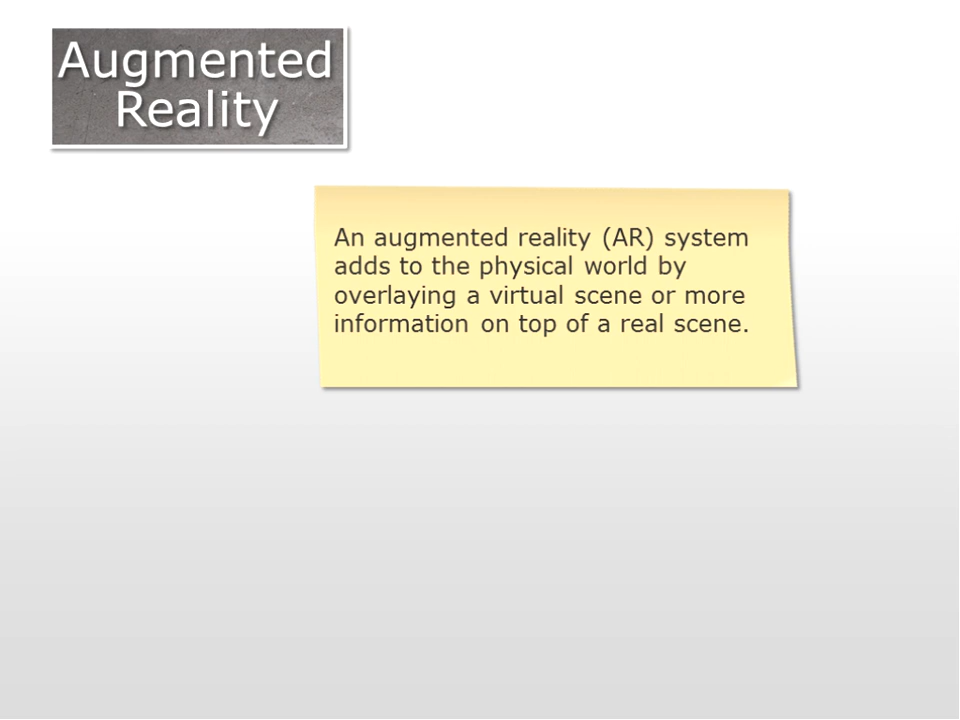 Augmented
Reality
An augmented reality (AR) system
adds to the physical world by
overlaying a virtual scene or more
information on top of a real scene.